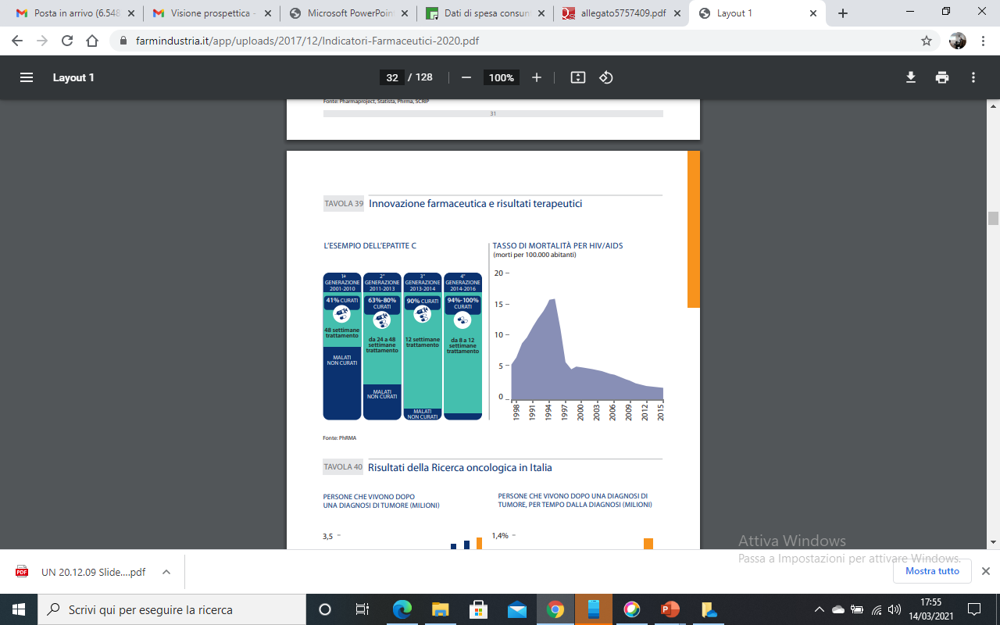 Posta in arrivo (6.548
Visione prospettica -
Microsoft PowerPoin
Dati di spesa consun
allegato5757409.pdf
Layout 1
farmindustria.it/app/uploads/2017/12/Indicatori-Farmaceutici-2020.pdf
Layout 1
32 / 128
100%
Fonte: Pharmaproject, Statista, Phrma, SCRIP
31
TAVOLA 39 Innovazione farmaceutica e risultati terapeutici
L'ESEMPIO DELL'EPATITE C
1ª GENERAZIONE 2001-2010
41% CURATI
48 settimane trattamento
MALATI NON CURATI
2° GENERAZIONE 2011-2013
63%-80% CURATI
da 24 a 48 settimane trattamento
MALATI NON CURATI
3° GENERAZIONE 2013-2014
90% CURATI
12 settimane trattamento
MALATI NON CURATI
4° GENERAZIONE 2014-2016
94%-100% CURATI
da 8 a 12 settimane trattamento
TASSO DI MORTALITÀ PER HIV/AIDS
(morti per 100.000 abitanti)
20
15
10
5
0
1998 1991 1994 1997 2000 2003 2006 2009 2012 2015
Fonte: PhRMA
TAVOLA 40 Risultati della Ricerca oncologica in Italia
PERSONE CHE VIVONO DOPO
UNA DIAGNOSI DI TUMORE (MILIONI)
3,5
PERSONE CHE VIVONO DOPO UNA DIAGNOSI DI
TUMORE, PER TEMPO DALLA DIAGNOSI (MILIONI)
1,4%
Attiva Windows
Passa a Impostazioni per attivare Windows.
UN 20.12.09 Slide....pdf
Mostra tutto
Scrivi qui per eseguire la ricerca
17:55
14/03/2021